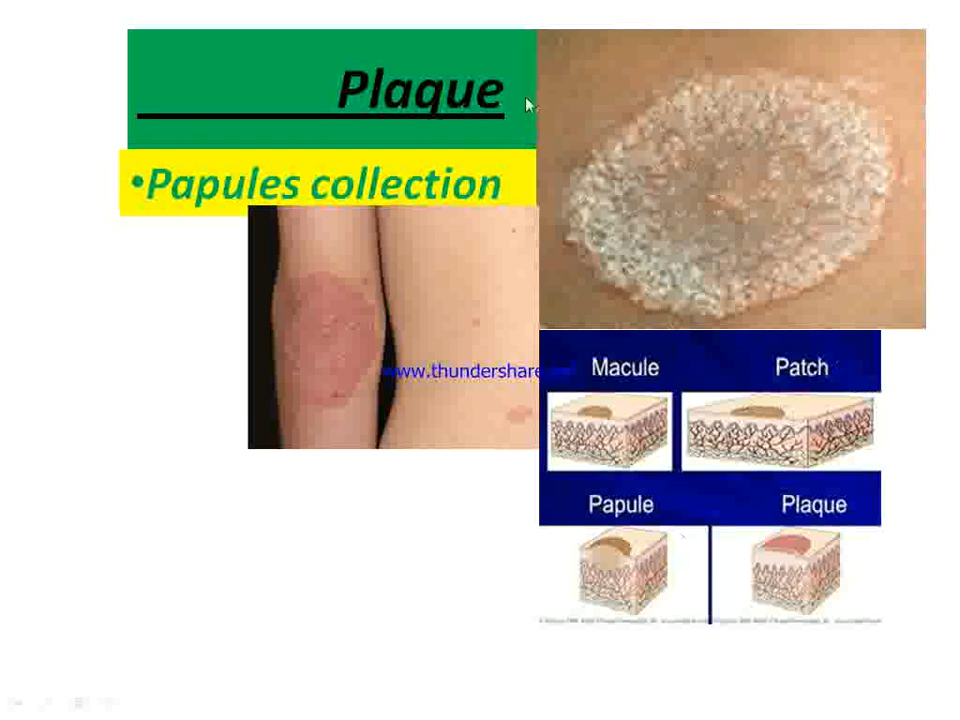 Plaque
•Papules collection
www.thundershare.net
Macule Patch
Papule Plaque